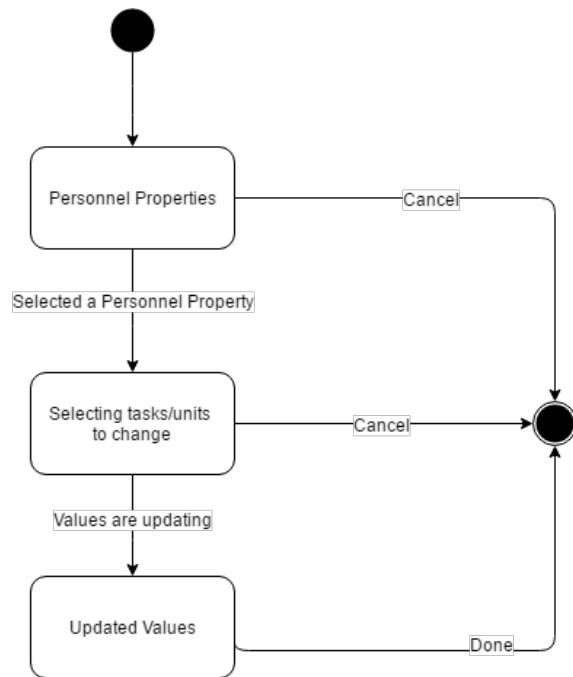 Personnel Properties
Cancel
Selected a Personnel Property
Selecting tasks/units
to change
Cancel
Values are updating
Updated Values
Done